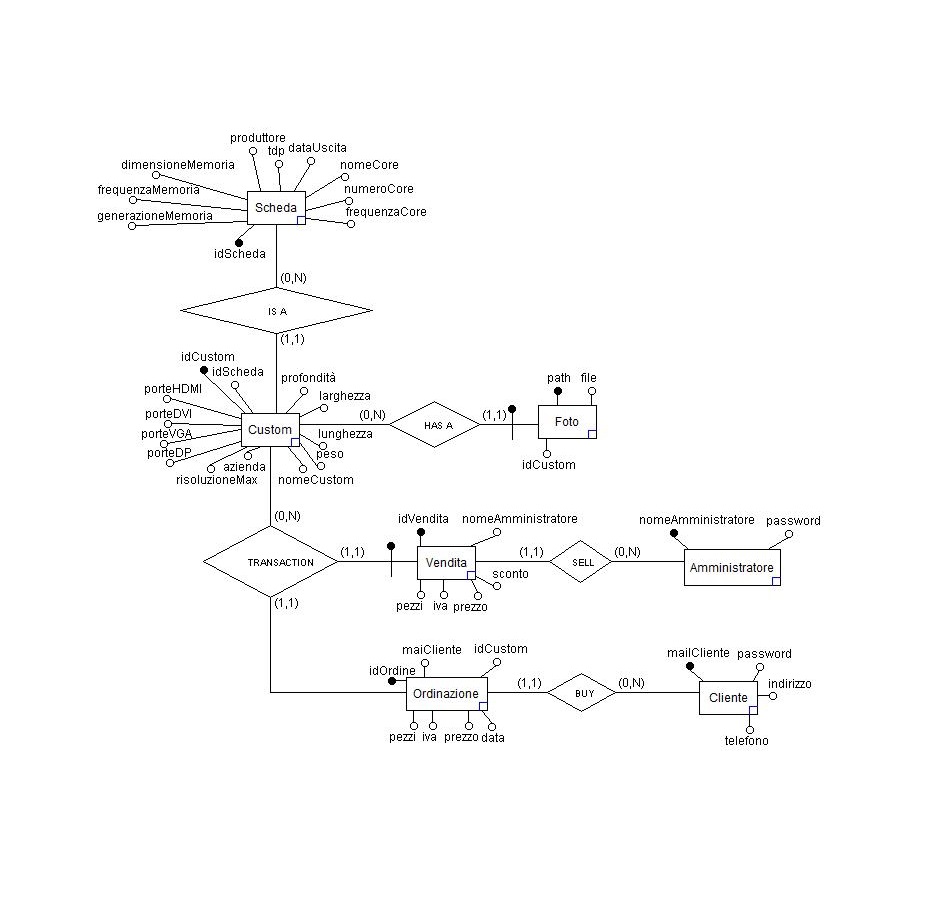 produttore
tdp
dataUscita
dimensioneMemoria
nomeCore
frequenzaMemoria
numeroCore
generazioneMemoria
Scheda
frequenzaCore
idScheda
(0,N)
IS A
(1,1)
idCustom
idScheda
profondità
porteHDMI
larghezza
porteDVI
porteVGA
Custom
lunghezza
porteDP
peso
azienda
risoluzioneMax
nomeCustom
(0,N)
HAS A
(1,1)
path
file
Foto
idCustom
(0,N)
TRANSACTION
(1,1)
(1,1)
idVendita
nomeAmministratore
Vendita
sconto
pezzi
iva
prezzo
(1,1)
SELL
(0,N)
nomeAmministratore
password
Amministratore
maiCliente
idCustom
idOrdine
Ordinazione
pezzi
iva
prezzo
data
(1,1)
BUY
(0,N)
mailCliente
password
indirizzo
Cliente
telefono